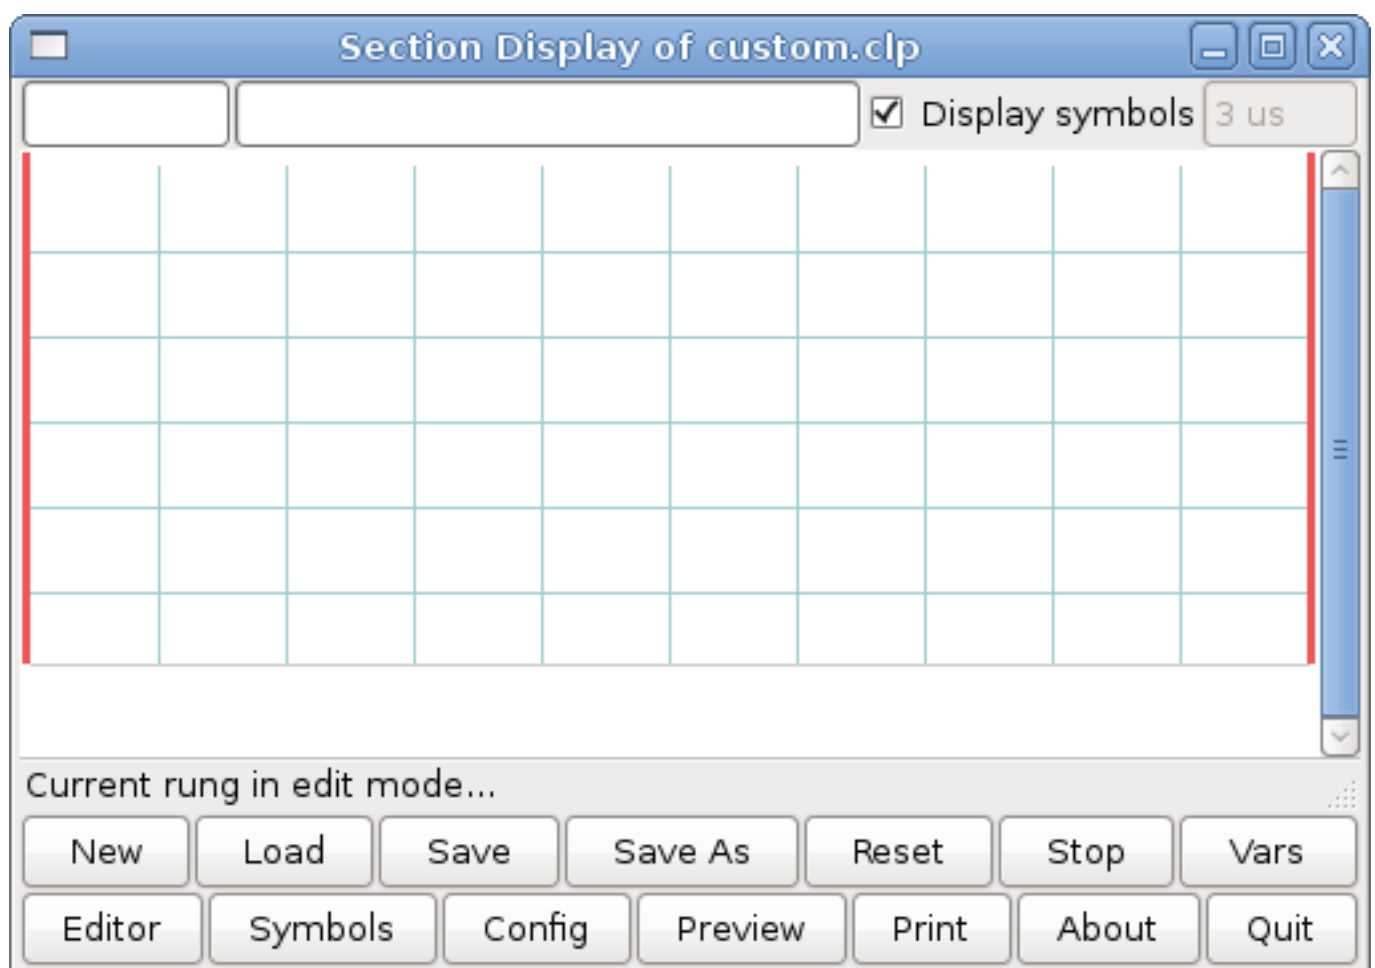 Section Display of custom.clp
Display symbols 3 us
Current rung in edit mode...
New Load Save Save As Reset Stop Vars
Editor Symbols Config Preview Print About Quit